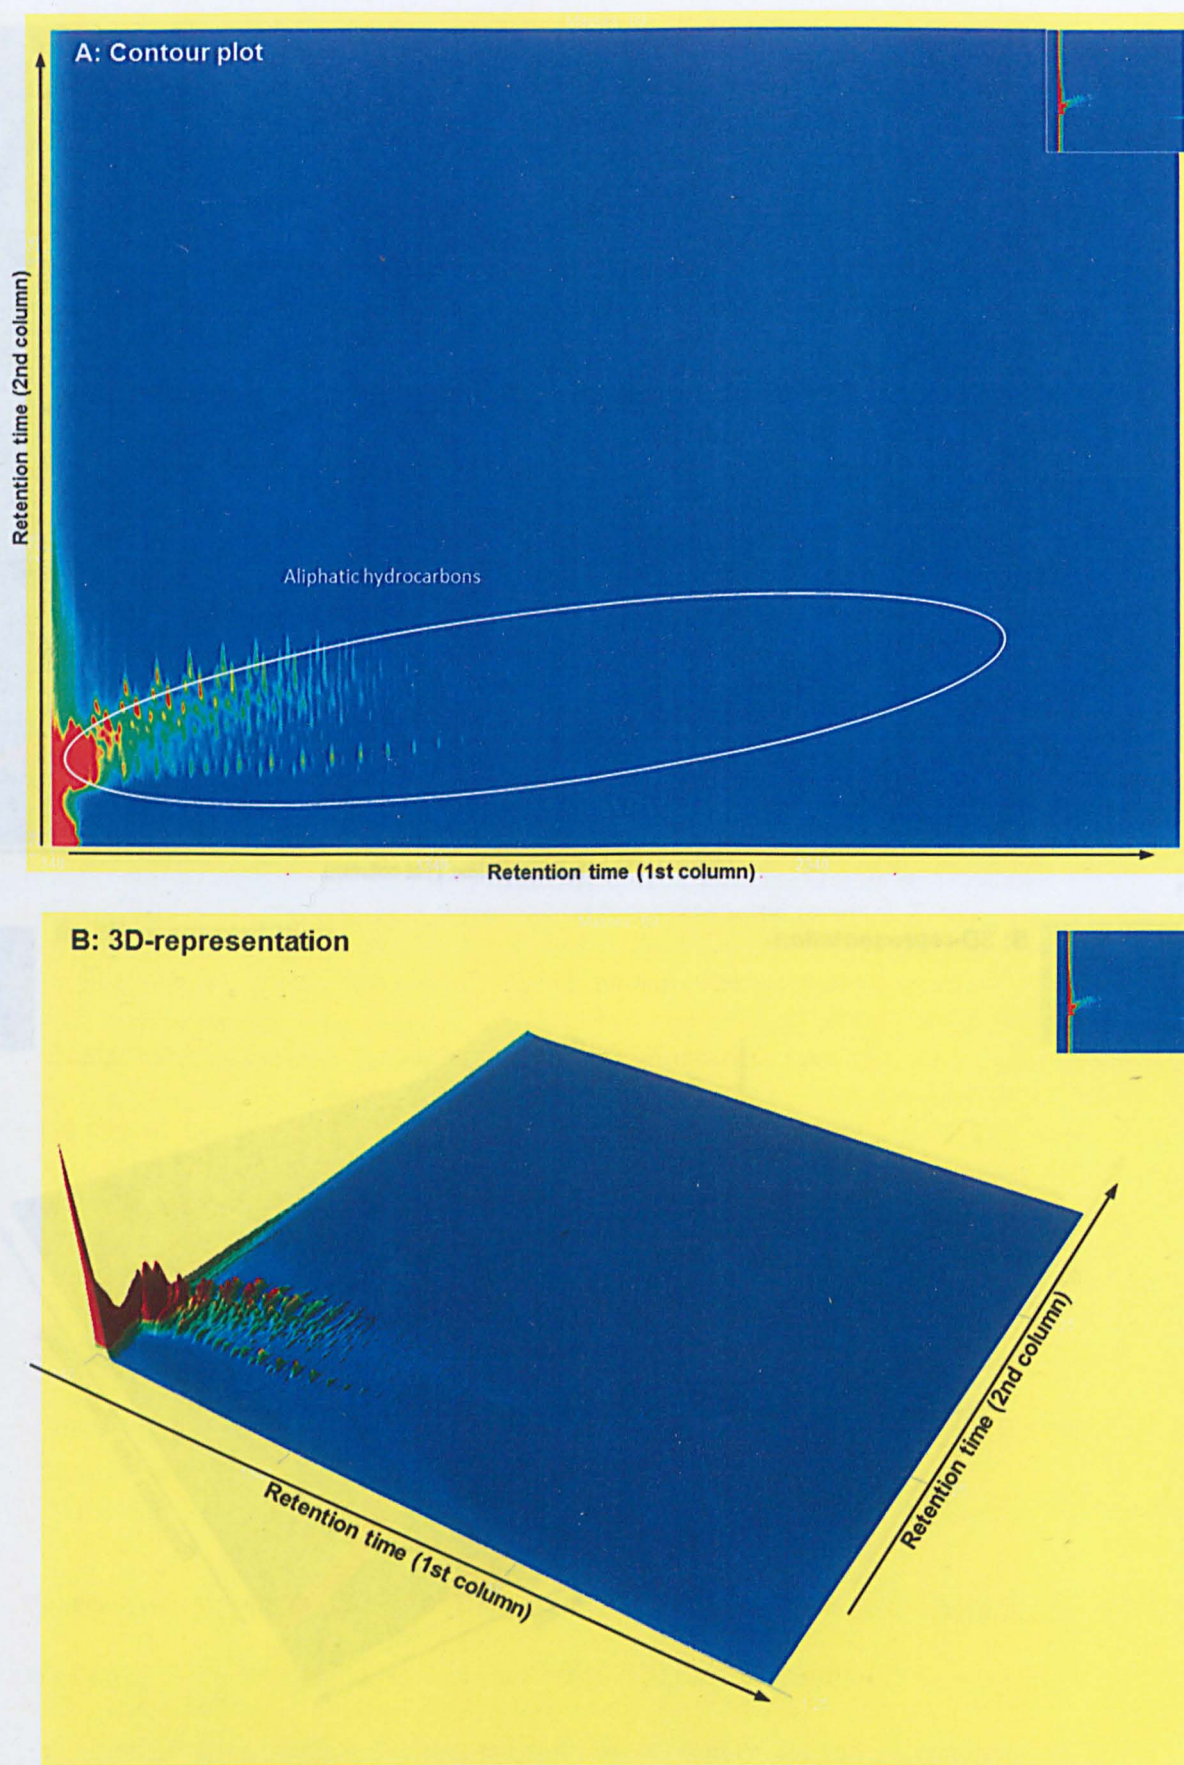 A: Contour plot
Retention time (2nd column)
Aliphatic hydrocarbons
Retention time (1st column)
B: 3D-representation
Retention time (1st column)
Retention time (2nd column)